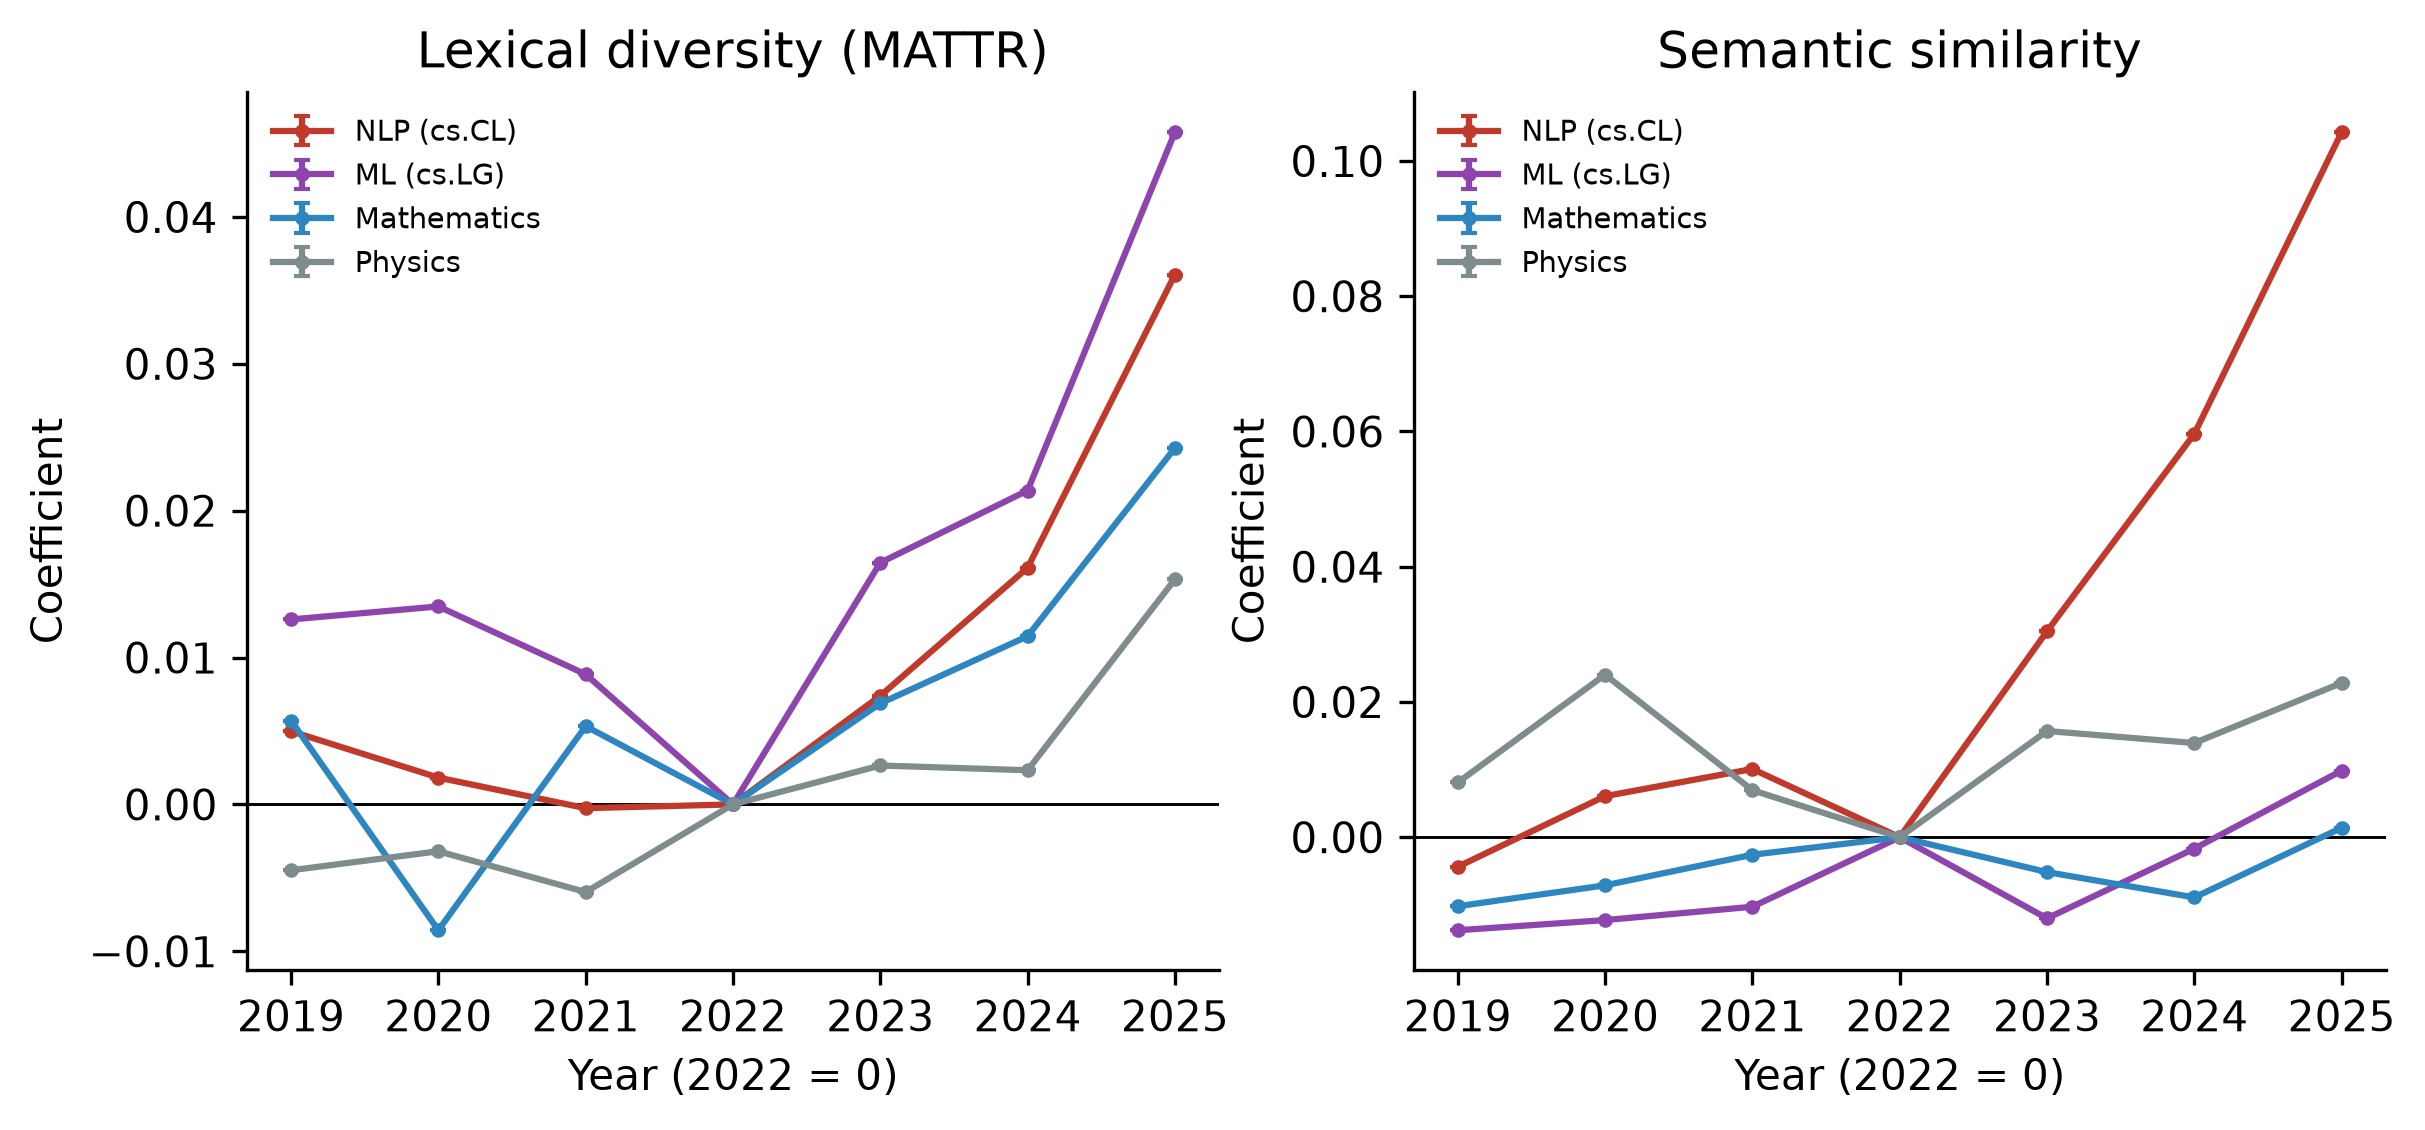 Lexical diversity (MATTR)
NLP (cs.CL)
ML (cs.LG)
Mathematics
Physics
Coefficient
0.04
0.03
0.02
0.01
0.00
−0.01
2019 2020 2021 2022 2023 2024 2025
Year (2022 = 0)
Semantic similarity
NLP (cs.CL)
ML (cs.LG)
Mathematics
Physics
Coefficient
0.10
0.08
0.06
0.04
0.02
0.00
2019 2020 2021 2022 2023 2024 2025
Year (2022 = 0)